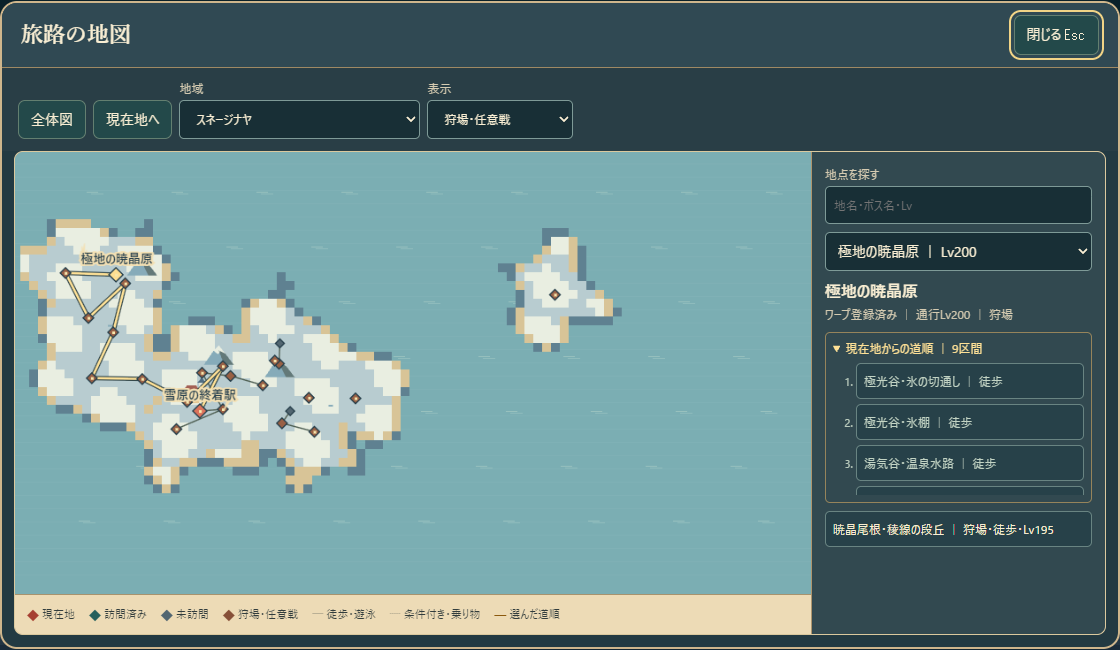 旅路の地図
閉じる Esc
地域
表示
全体図
現在地へ
スネージナヤ
狩場・任意戦
地点を探す
地名・ボス名・Lv
極地の暁晶原 | Lv200
極地の暁晶原
ワープ登録済み | 通行Lv200 | 狩場
▼ 現在地からの道順 | 9区間
1. 極光谷・氷の切通し | 徒歩
2. 極光谷・氷棚 | 徒歩
3. 湯気谷・温泉水路 | 徒歩
暁晶尾根・稜線の段丘 | 狩場・徒歩・Lv195
極地の暁晶原
雪原の終着駅
現在地
訪問済み
未訪問
狩場・任意戦
徒歩・遊泳
条件付き・乗り物
選んだ道順